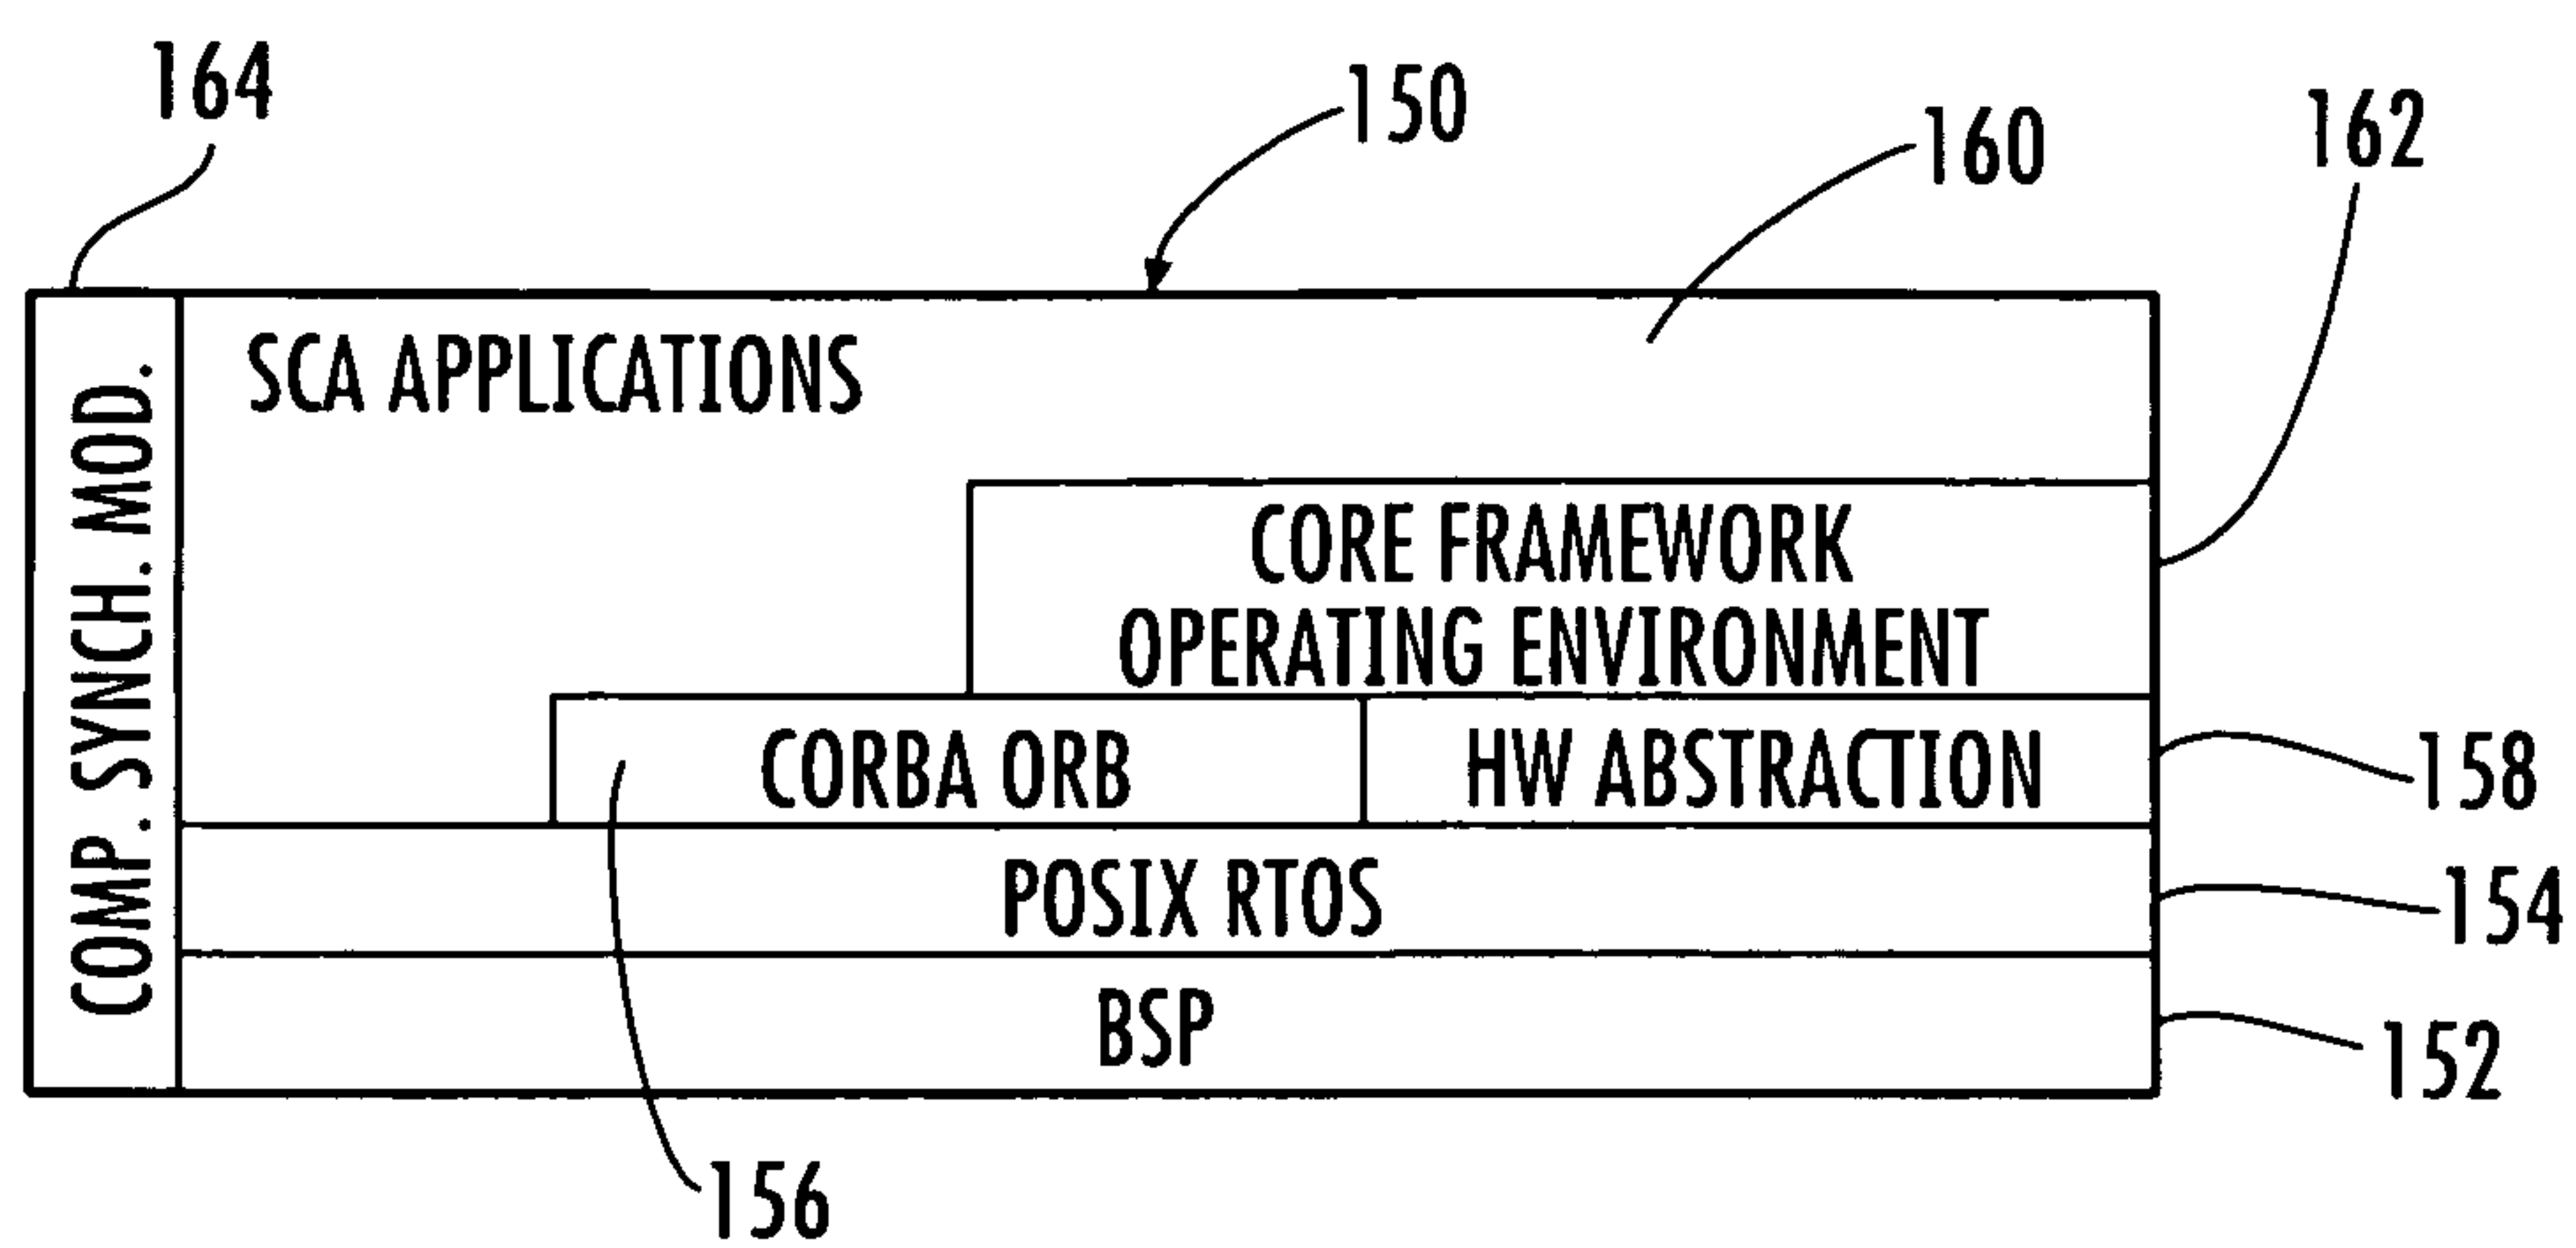 164
150
160
162
SCA APPLICATIONS
COMP. SYNCH. MOD.
CORE FRAMEWORK
OPERATING ENVIRONMENT
CORBA ORB
HW ABSTRACTION
158
POSIX RTOS
154
BSP
152
156